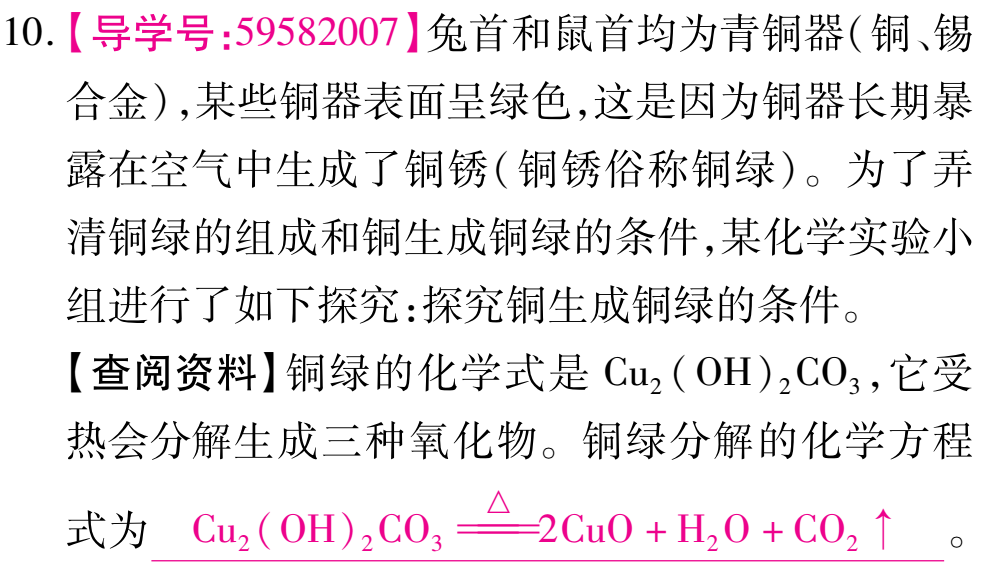 10.【导学号:59582007】兔首和鼠首均为青铜器(铜、锡
合金),某些铜器表面呈绿色,这是因为铜器长期暴
露在空气中生成了铜锈(铜锈俗称铜绿)。为了弄
清铜绿的组成和铜生成铜绿的条件,某化学实验小
组进行了如下探究:探究铜生成铜绿的条件。
【查阅资料】铜绿的化学式是 Cu₂(OH)₂CO₃,它受
热会分解生成三种氧化物。铜绿分解的化学方程
△
式为 Cu₂(OH)₂CO₃ ══ 2CuO + H₂O + CO₂↑ 。